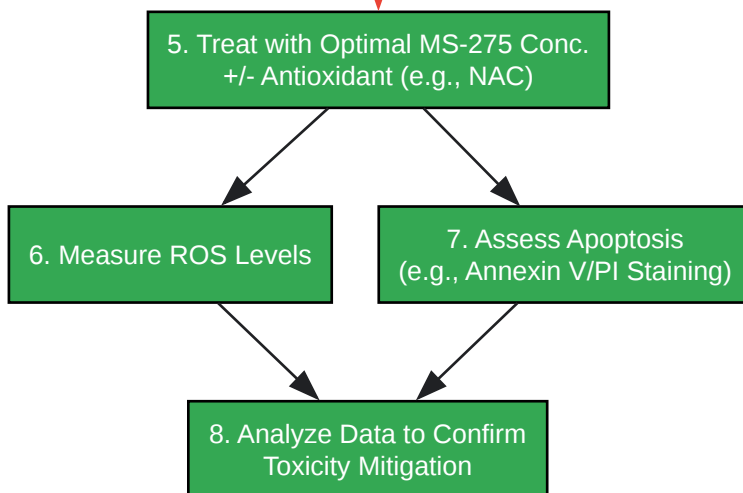 5. Treat with Optimal MS-275 Conc.
+/- Antioxidant (e.g., NAC)
6. Measure ROS Levels
7. Assess Apoptosis
(e.g., Annexin V/PI Staining)
8. Analyze Data to Confirm
Toxicity Mitigation